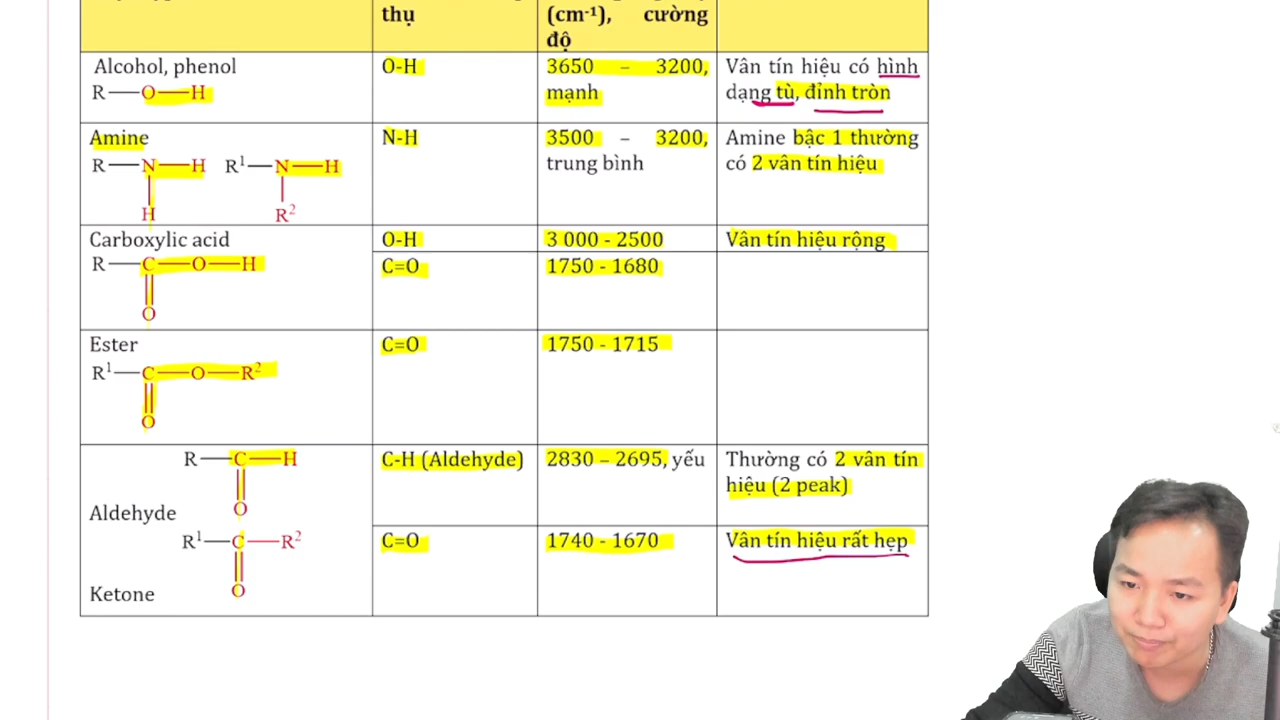 thụ
(cm-1), cường
độ
Alcohol, phenol
R—O—H
O-H
3650 – 3200,
mạnh
Vân tín hiệu có hình
dạng tù, đỉnh tròn
Amine
R—N—H R¹—N—H
H R²
N-H
3500 – 3200,
trung bình
Amine bậc 1 thường
có 2 vân tín hiệu
Carboxylic acid
R—C—O—H
O
O-H
3 000 - 2500
Vân tín hiệu rộng
C=O
1750 - 1680
Ester
R¹—C—O—R²
O
C=O
1750 - 1715
R—C—H
O
Aldehyde
R¹—C—R²
O
Ketone
C-H (Aldehyde)
2830 – 2695, yếu
Thường có 2 vân tín
hiệu (2 peak)
C=O
1740 - 1670
Vân tín hiệu rất hẹp